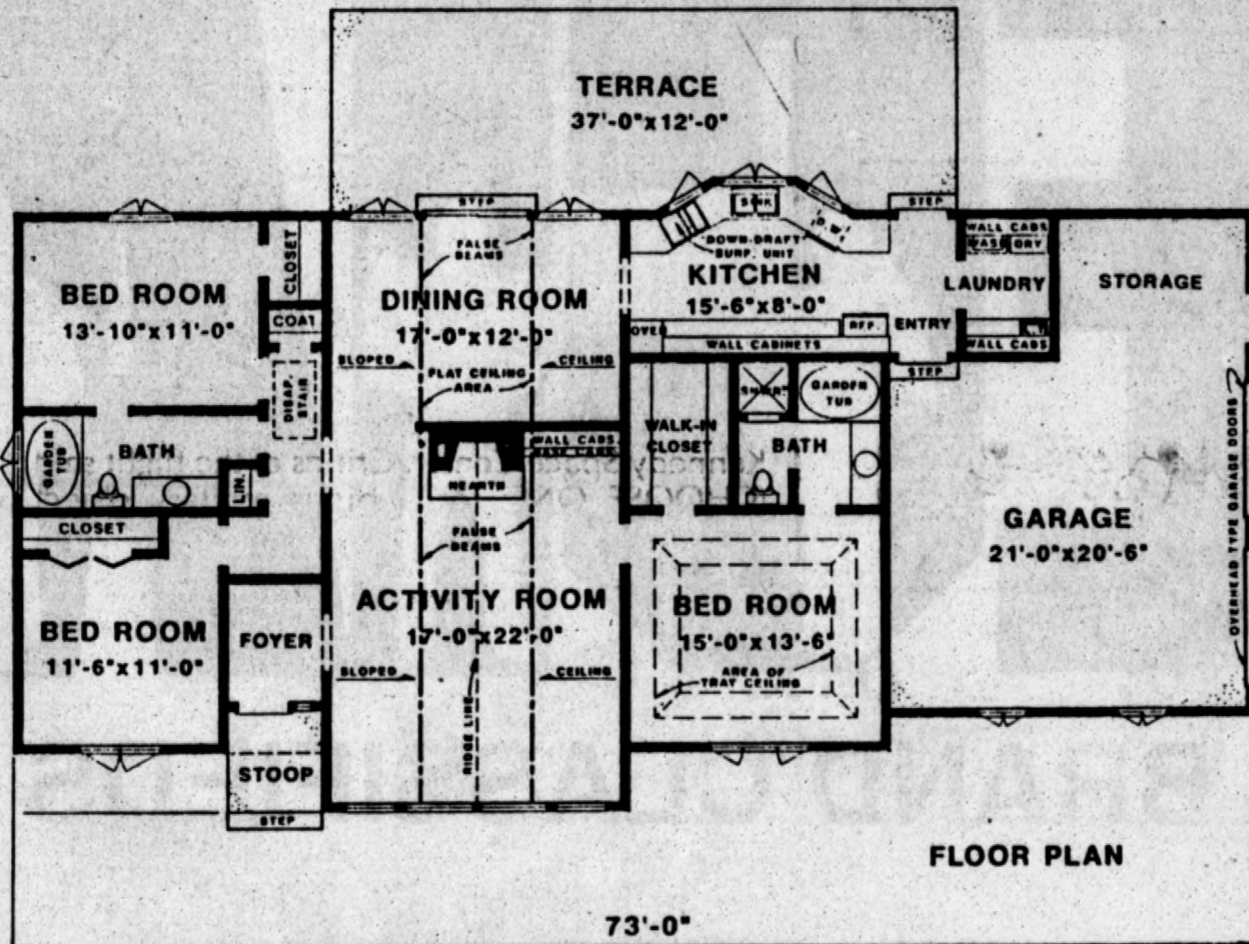 TERRACE
37'-0"x12'-0"
STEP
STEP
BED ROOM
13'-10"x11'-0"
CLOSET
COAT
DISAP.
STAIR
FALSE
BEAMS
DINING ROOM
17'-0"x12'-0"
SLOPED
CEILING
FLAT CEILING
AREA
SINK
D.W.
DOWN-DRAFT
SURF. UNIT
KITCHEN
15'-6"x8'-0"
OVEN
REF.
WALL CABINETS
ENTRY
STEP
WALL CABS
WASH
DRY
LAUNDRY
WALL CABS
STORAGE
GARDEN
TUB
BATH
LIN.
CLOSET
WALL CABS.
BASE CABS.
HEARTH
FALSE
BEAMS
WALK-IN
CLOSET
SHWR.
GARDEN
TUB
BATH
GARAGE
21'-0"x20'-6"
OVERHEAD TYPE GARAGE DOORS
BED ROOM
11'-6"x11'-0"
FOYER
ACTIVITY ROOM
17'-0"x22'-0"
SLOPED
CEILING
RIDGE LINE
BED ROOM
15'-0"x13'-6"
AREA OF
TRAY CEILING
STOOP
STEP
FLOOR PLAN
73'-0"